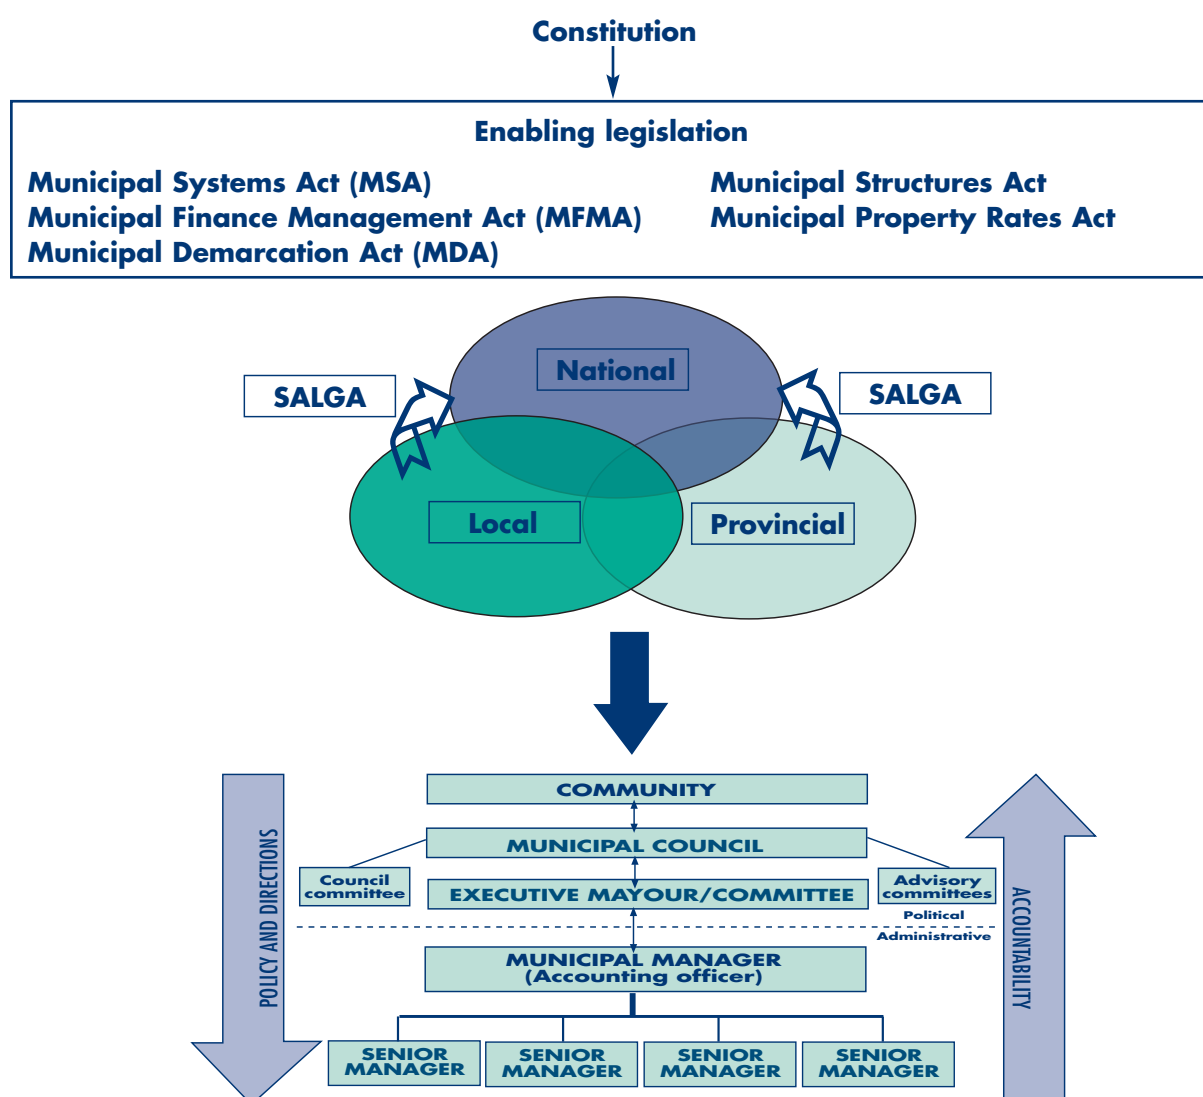 Constitution
Enabling legislation
Municipal Systems Act (MSA)
Municipal Structures Act
Municipal Finance Management Act (MFMA)
Municipal Property Rates Act
Municipal Demarcation Act (MDA)
National
SALGA
SALGA
Local
Provincial
COMMUNITY
MUNICIPAL COUNCIL
Council
committee
EXECUTIVE MAYOUR/COMMITTEE
Advisory
committees
Political
Administrative
POLICY AND DIRECTIONS
ACCOUNTABILITY
MUNICIPAL MANAGER
(Accounting officer)
SENIOR
MANAGER
SENIOR
MANAGER
SENIOR
MANAGER
SENIOR
MANAGER